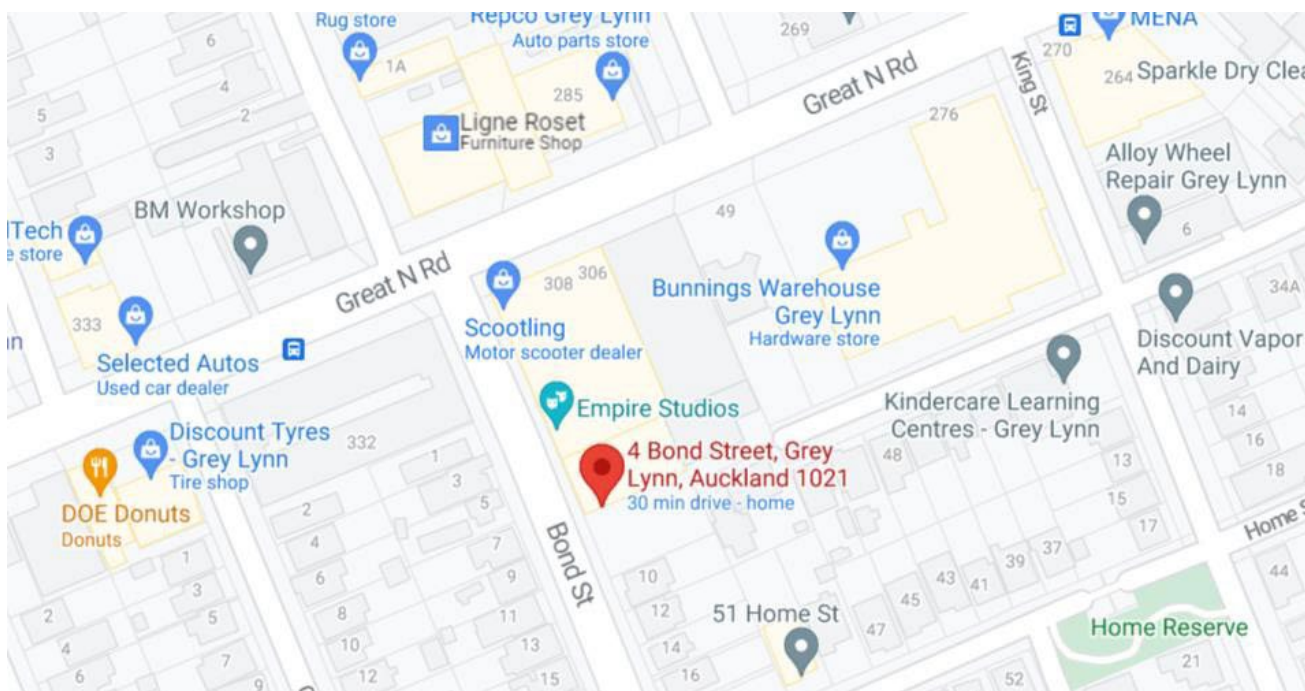 Rug store
Repco Grey Lynn
Auto parts store
269
270
MENA
6
4
2
5
3
1A
285
Great N Rd
King St
264
Sparkle Dry Clea
276
Ligne Roset
Furniture Shop
Alloy Wheel
Repair Grey Lynn
6
BM Workshop
lTech
e store
49
Great N Rd
308
306
Bunnings Warehouse
Grey Lynn
Hardware store
34A
333
Scootling
Motor scooter dealer
Discount Vapor
And Dairy
Selected Autos
Used car dealer
Empire Studios
Kindercare Learning
Centres - Grey Lynn
14
16
18
Discount Tyres
- Grey Lynn
Tire shop
332
1
3
5
4 Bond Street, Grey
Lynn, Auckland 1021
30 min drive - home
48
13
15
17
DOE Donuts
Donuts
2
4
6
8
10
12
Bond St
7
9
11
13
15
Home S
1
3
5
7
9
2
4
6
10
12
14
16
51 Home St
47
45
43
41
39
37
44
Home Reserve
52
21